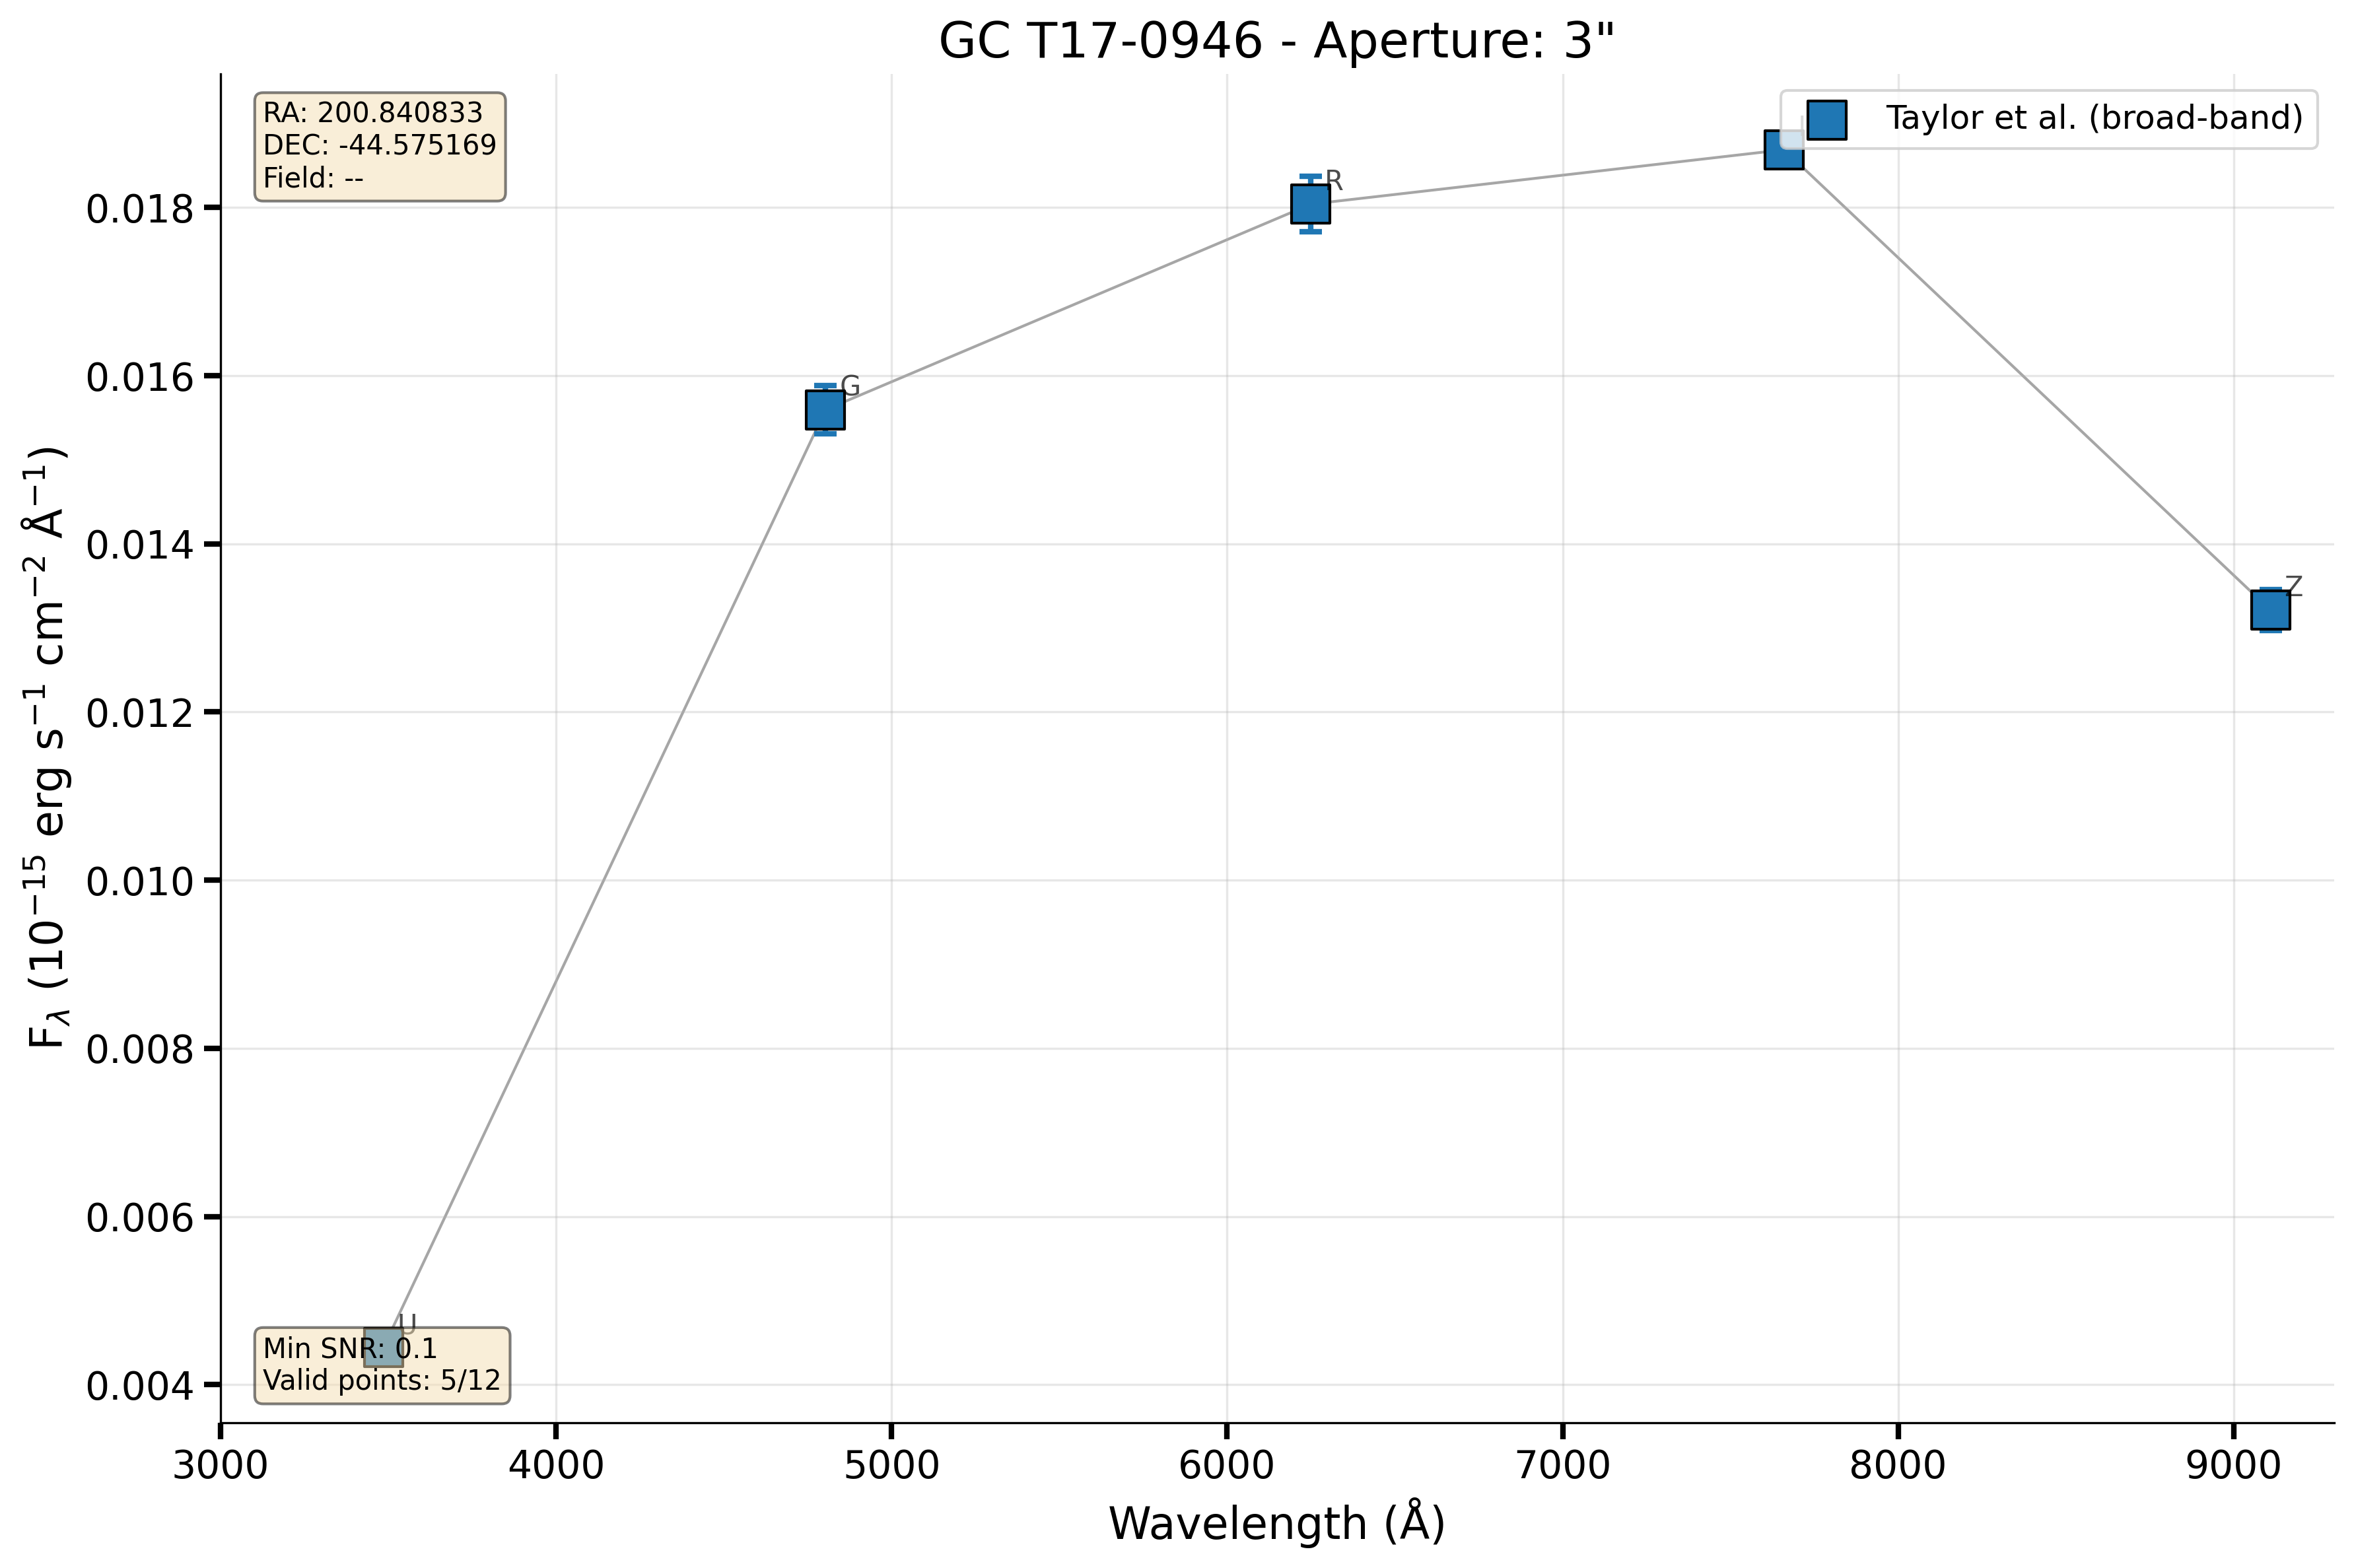 GC T17-0946 - Aperture: 3"
RA: 200.840833
DEC: -44.575169
Field: --
Taylor et al. (broad-band)
R
G
Z
U
Min SNR: 0.1
Valid points: 5/12
0.018
0.016
0.014
0.012
0.010
0.008
0.006
0.004
F_λ (10⁻¹⁵ erg s⁻¹ cm⁻² Å⁻¹)
3000 4000 5000 6000 7000 8000 9000
Wavelength (Å)